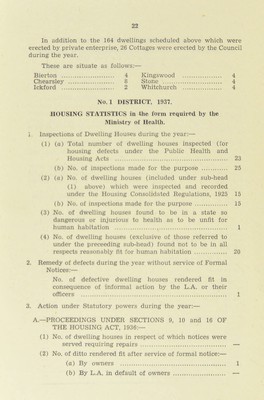 22
In addition to the 164 dwellings scheduled above which were
erected by private enterprise, 26 Cottages were erected by the Council
during the year.
These are situate as follows:—
Bierton ........................ 4 Kingswood .................. 4
Chearsley ..................... 8 Stone ........................ 4
Ickford ........................ 2 Whitchurch .................. 4
No. 1 DISTRICT, 1937.
HOUSING STATISTICS in the form required by the
Ministry of Health.
1. Inspections of Dwelling Houses during the year:—
(1) (a) Total number of dwelling houses inspected (for
housing defects under the Public Health and
Housing Acts ........................................ 23
(b) No. of inspections made for the purpose ............ 25
(2) (a) No. of dwelling houses (included under sub-head
(1) above) which were inspected and recorded
under the Housing Consolidated Regulations, 1925 15
(b) No. of inspections made for the purpose ............ 15
(3) No. of dwelling houses found to be in a state so
dangerous or injurious to health as to be unfit for
human habitation ........................................ 1
(4) No. of dwelling houses (exclusive of those referred to
under the preceeding sub-head) found not to be in all
respects reasonably fit for human habitation ............ 26
2. Remedy of defects during the year without service of Formal
Notices:—
No. of defective dwelling houses rendered fit in
consequence of informal action by the L.A. or their
officers ........................................ 1
3. Action under Statutory powers during the year:—
A.—PROCEEDINGS UNDER SECTIONS 9, 10 and 16 OF
THE HOUSING ACT, 1936:—
(1) No. of dwelling houses in respect of which notices were
served requiring repairs ........................ —
(2) No. of ditto rendered fit after service of formal notice:—
(a) By owners ........................................ 1
(b) By L.A. in default of owners ........................ —